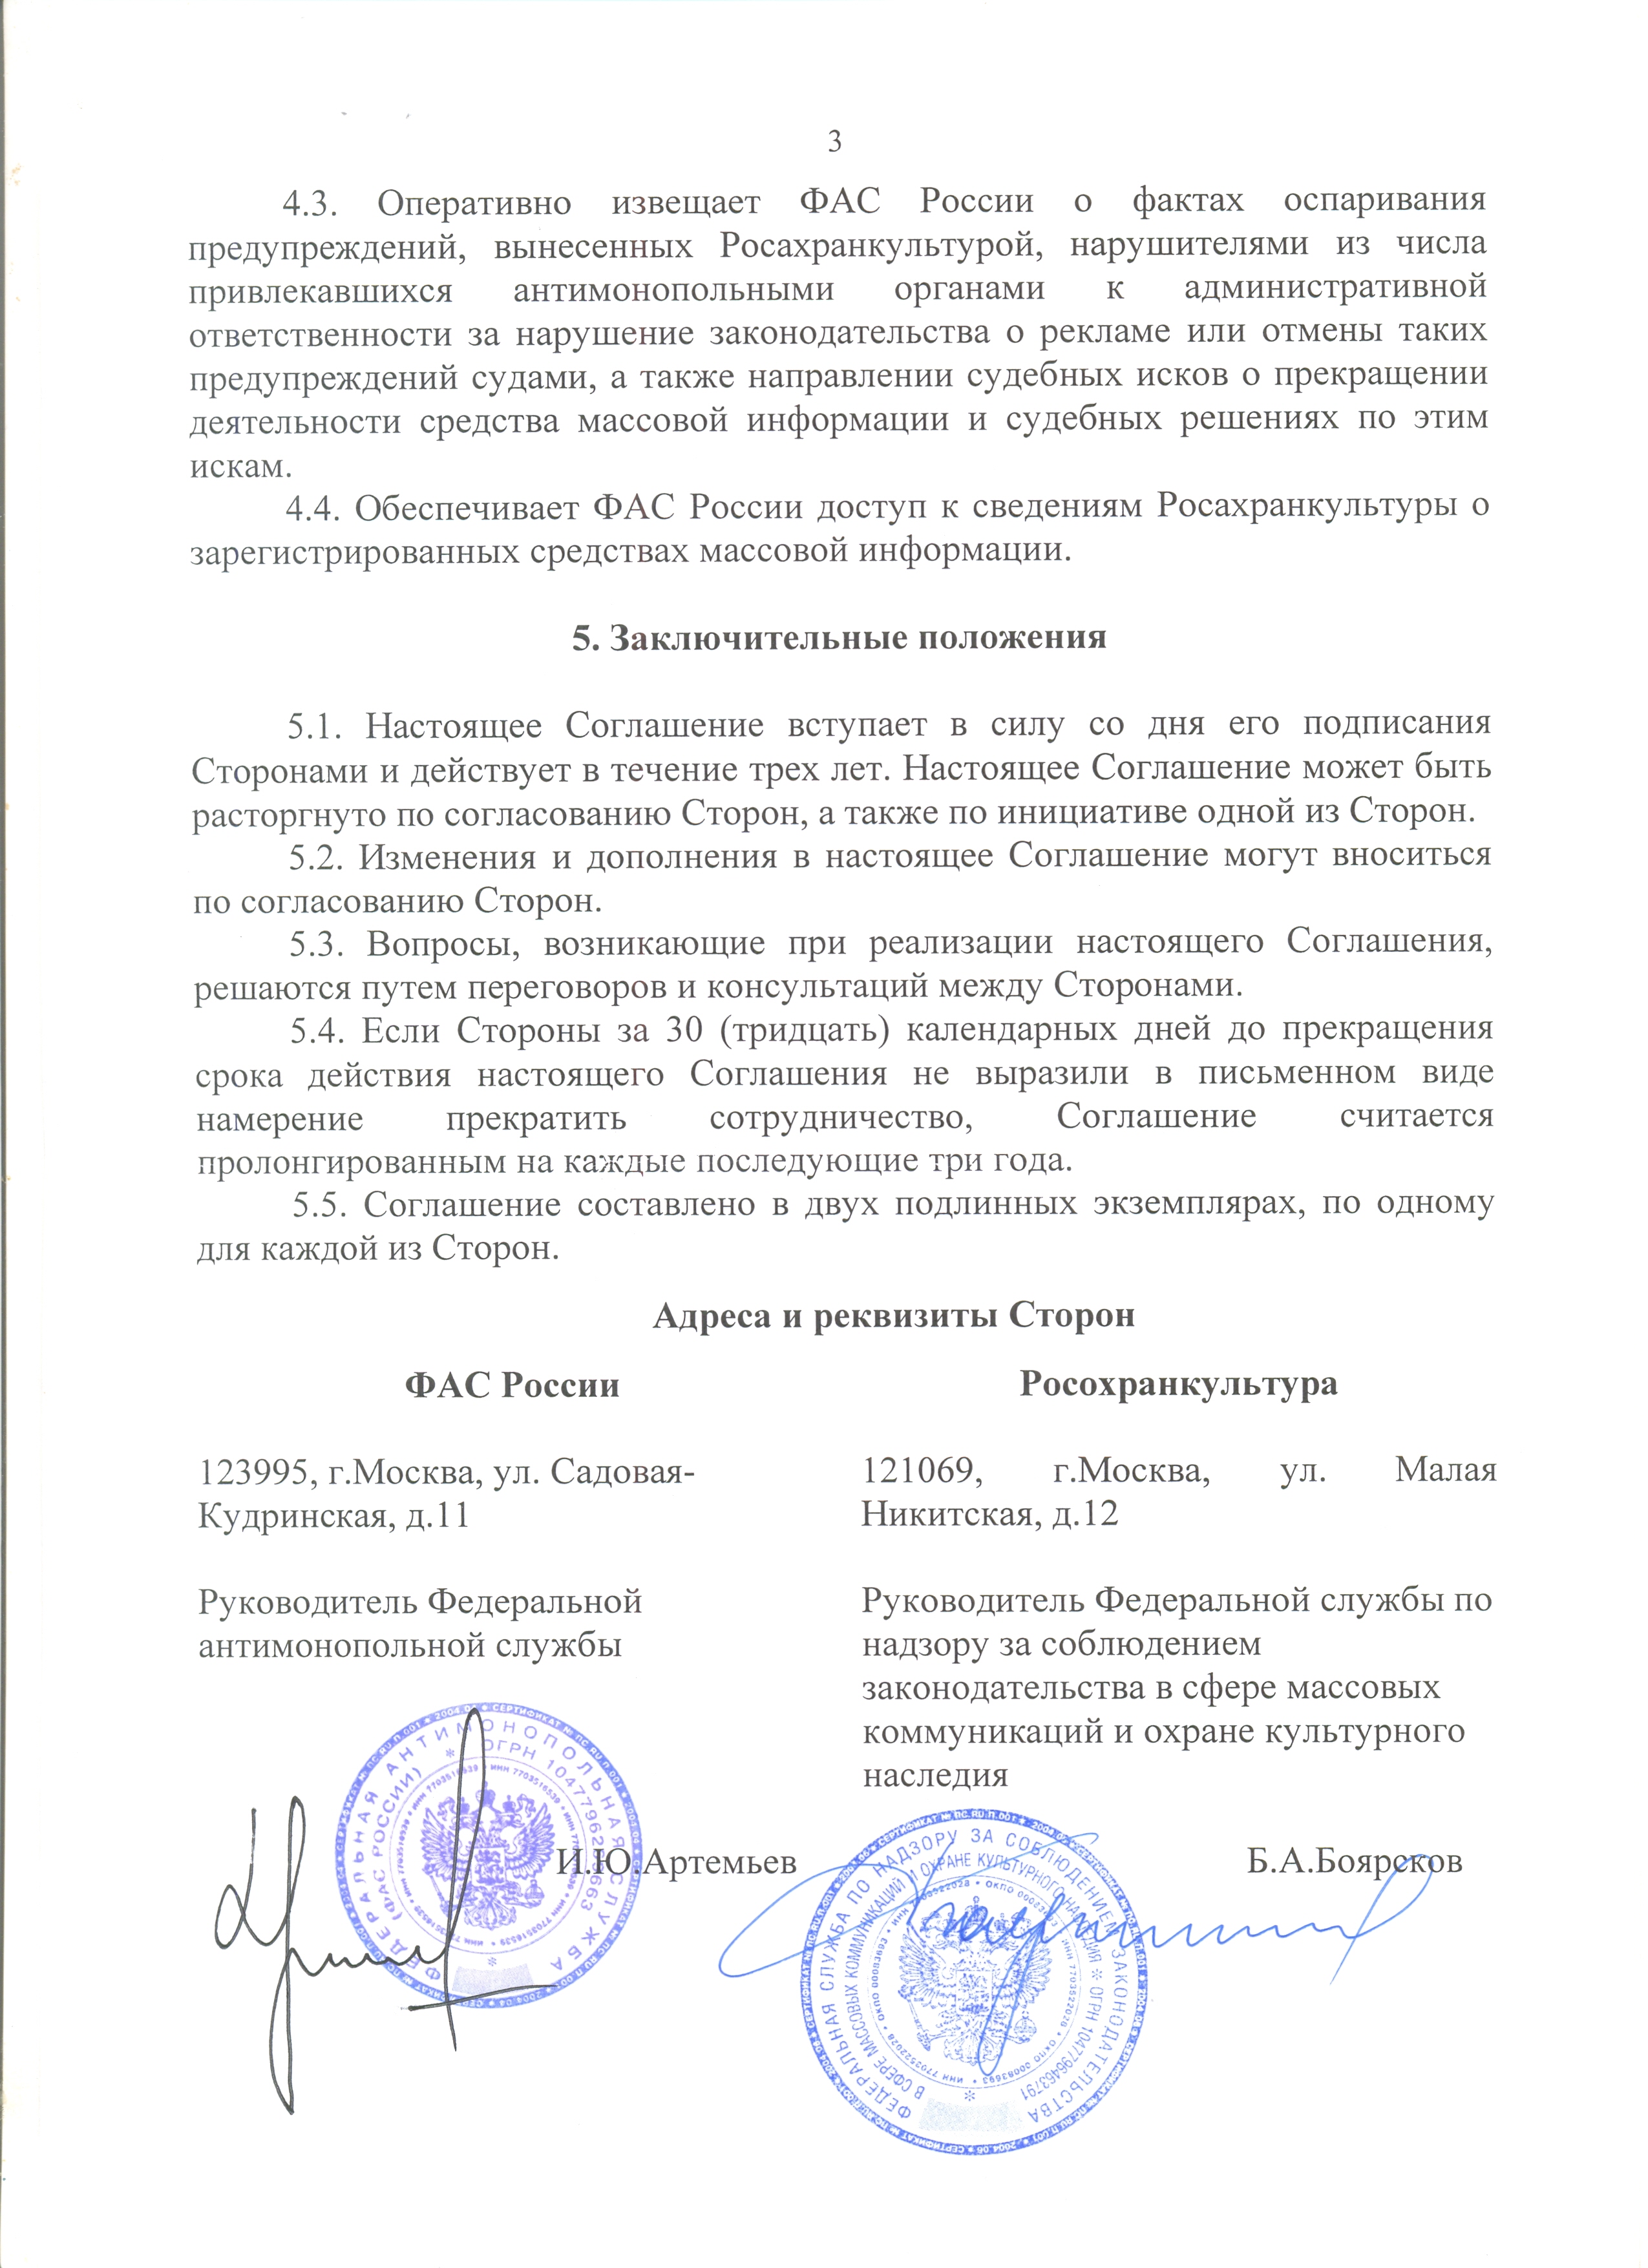 3
4.3. Оперативно извещает ФАС России о фактах оспаривания
предупреждений, вынесенных Росахранкультурой, нарушителями из числа
привлекавшихся антимонопольными органами к административной
ответственности за нарушение законодательства о рекламе или отмены таких
предупреждений судами, а также направлении судебных исков о прекращении
деятельности средства массовой информации и судебных решениях по этим
искам.
4.4. Обеспечивает ФАС России доступ к сведениям Росахранкультуры о
зарегистрированных средствах массовой информации.
5. Заключительные положения
5.1. Настоящее Соглашение вступает в силу со дня его подписания
Сторонами и действует в течение трех лет. Настоящее Соглашение может быть
расторгнуто по согласованию Сторон, а также по инициативе одной из Сторон.
5.2. Изменения и дополнения в настоящее Соглашение могут вноситься
по согласованию Сторон.
5.3. Вопросы, возникающие при реализации настоящего Соглашения,
решаются путем переговоров и консультаций между Сторонами.
5.4. Если Стороны за 30 (тридцать) календарных дней до прекращения
срока действия настоящего Соглашения не выразили в письменном виде
намерение прекратить сотрудничество, Соглашение считается
пролонгированным на каждые последующие три года.
5.5. Соглашение составлено в двух подлинных экземплярах, по одному
для каждой из Сторон.
Адреса и реквизиты Сторон
ФАС России
123995, г.Москва, ул. Садовая-
Кудринская, д.11
Руководитель Федеральной
антимонопольной службы
И.Ю.Артемьев
Росохранкультура
121069, г.Москва, ул. Малая
Никитская, д.12
Руководитель Федеральной службы по
надзору за соблюдением
законодательства в сфере массовых
коммуникаций и охране культурного
наследия
Б.А.Боярсков
ФЕДЕРАЛЬНАЯ АНТИМОНОПОЛЬНАЯ СЛУЖБА
(ФАС РОССИИ) * ОГРН
ИНН 7703516539
ФЕДЕРАЛЬНАЯ СЛУЖБА ПО НАДЗОРУ ЗА СОБЛЮДЕНИЕМ ЗАКОНОДАТЕЛЬСТВА
В СФЕРЕ МАССОВЫХ КОММУНИКАЦИЙ И ОХРАНЕ КУЛЬТУРНОГО НАСЛЕДИЯ * ОГРН 1047796463791
ИНН 7703522028 • ОКПО 00083693